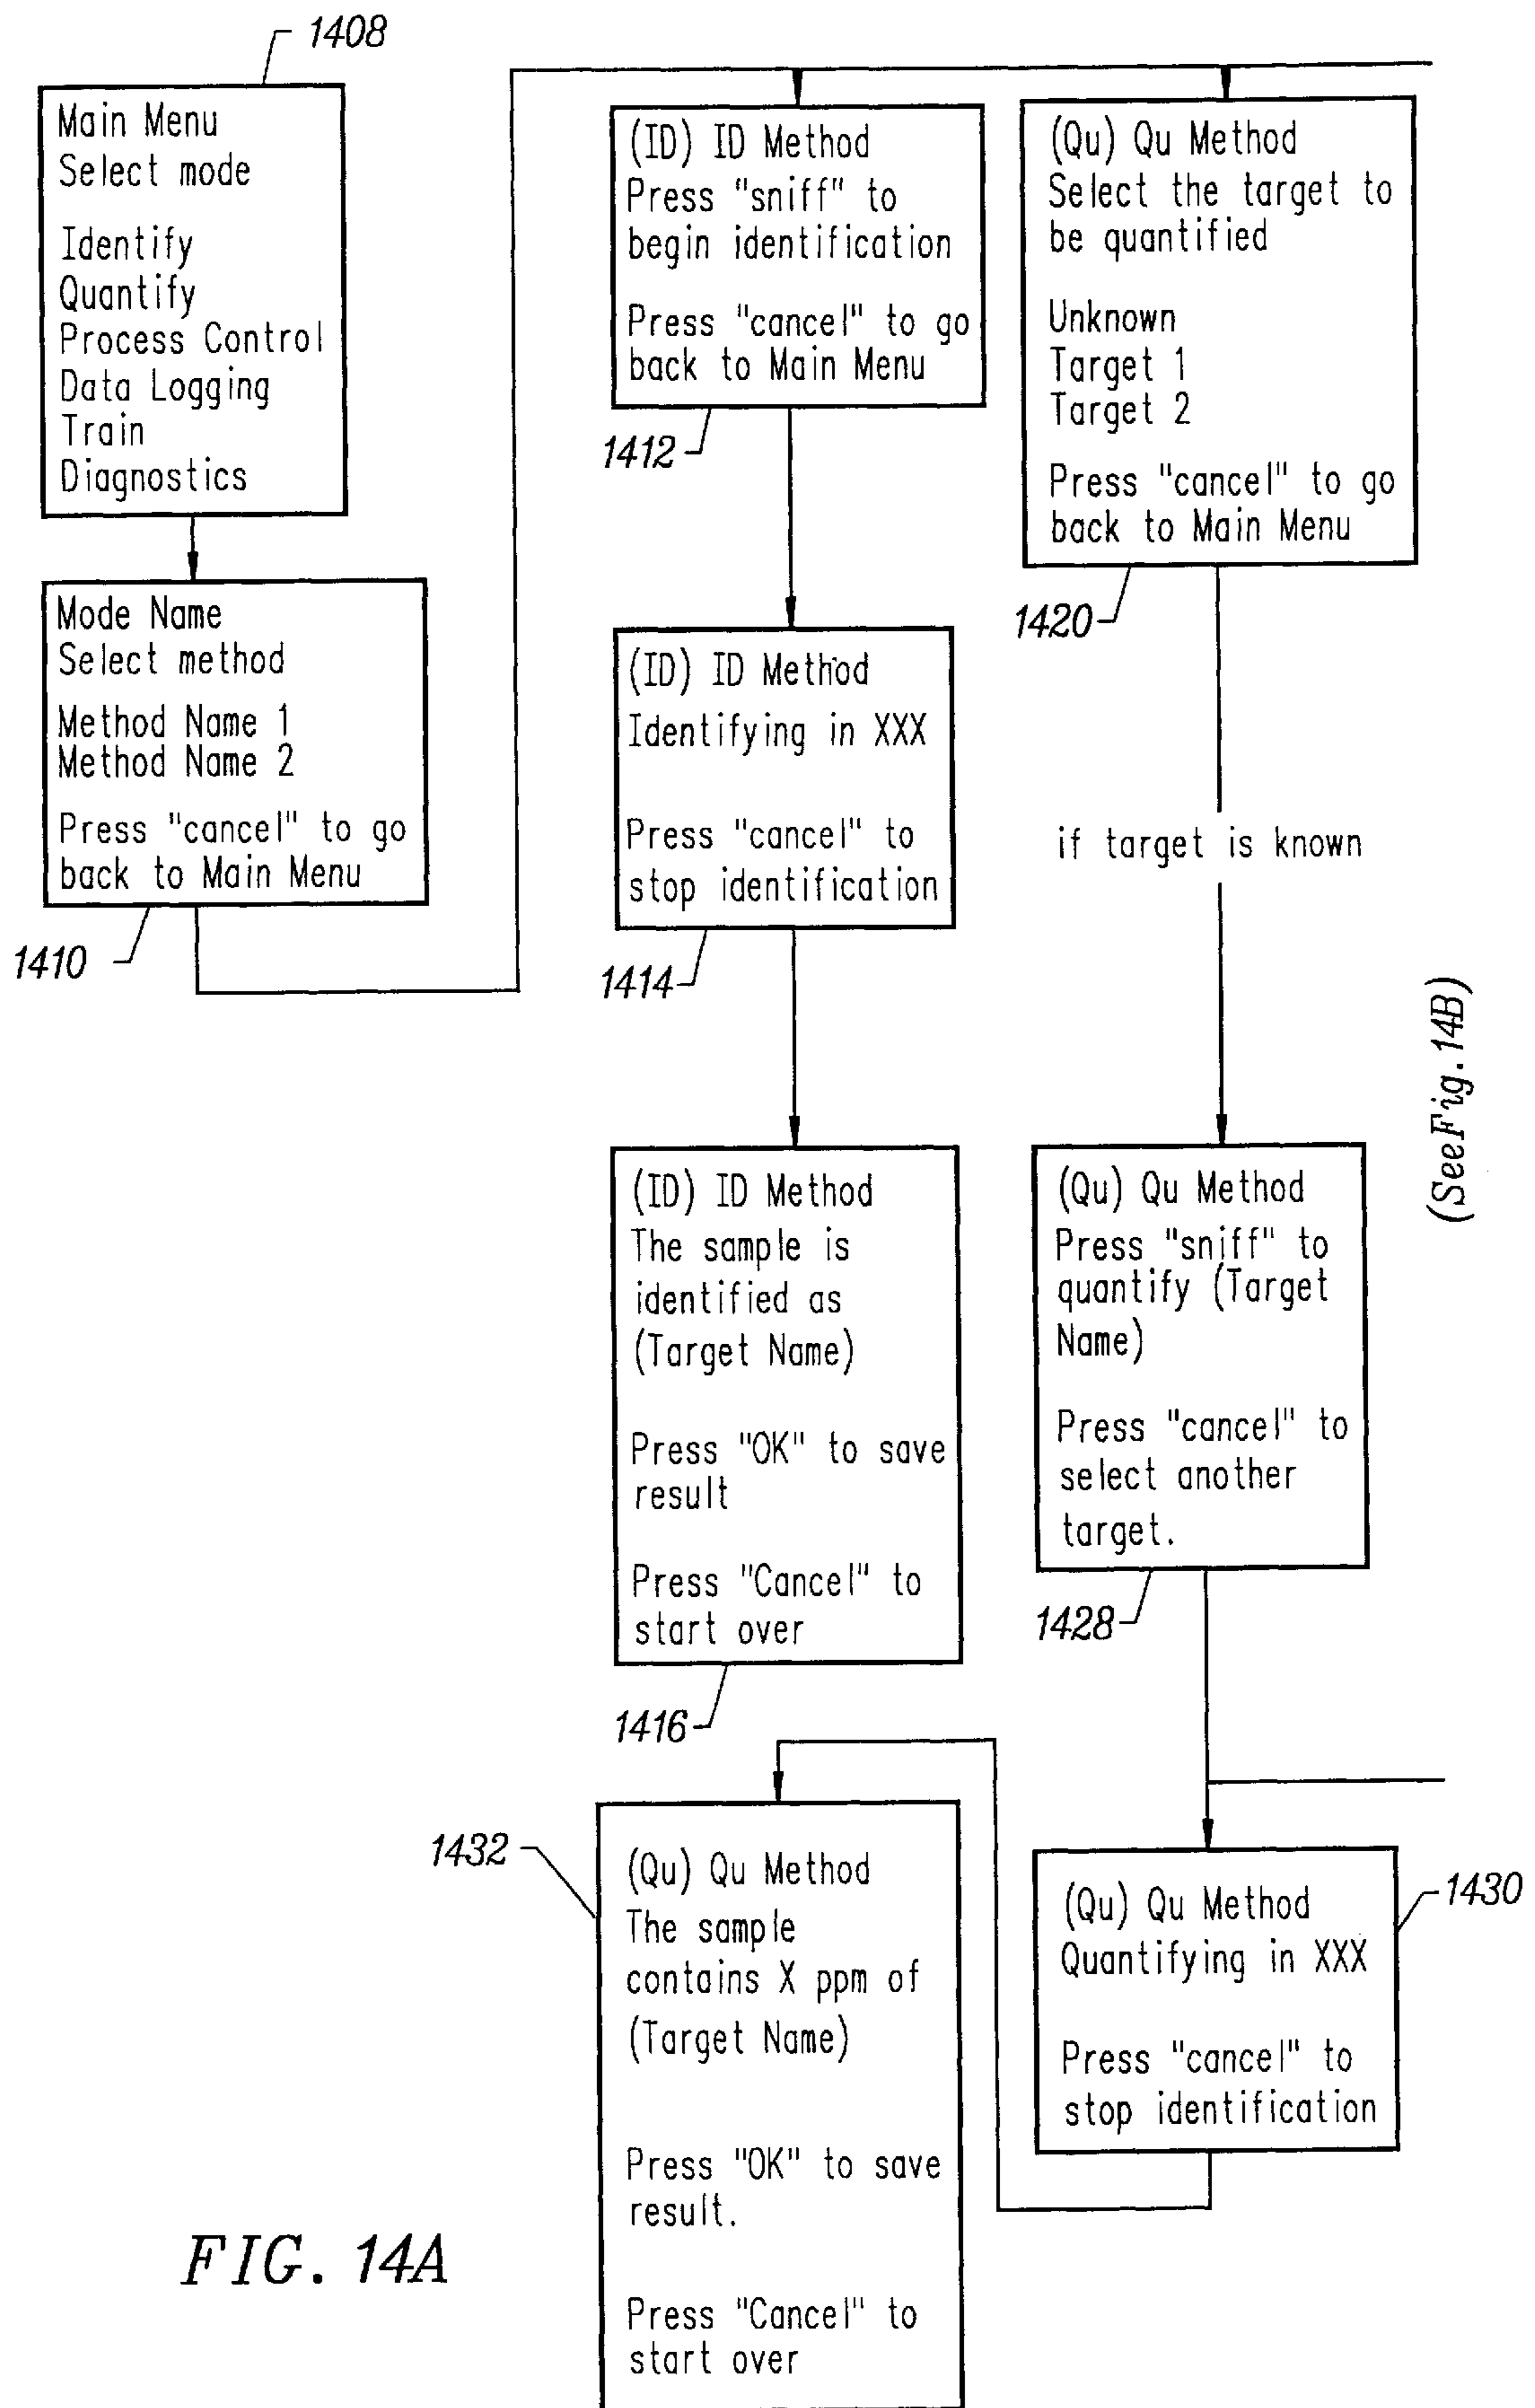 1408
Main Menu
Select mode
Identify
Quantify
Process Control
Data Logging
Train
Diagnostics
Mode Name
Select method
Method Name 1
Method Name 2
Press "cancel" to go
back to Main Menu
1410
(ID) ID Method
Press "sniff" to
begin identification
Press "cancel" to go
back to Main Menu
1412
(ID) ID Method
Identifying in XXX
Press "cancel" to
stop identification
1414
(ID) ID Method
The sample is
identified as
(Target Name)
Press "OK" to save
result
Press "Cancel" to
start over
1416
(Qu) Qu Method
Select the target to
be quantified
Unknown
Target 1
Target 2
Press "cancel" to go
back to Main Menu
1420
if target is known
(Qu) Qu Method
Press "sniff" to
quantify (Target
Name)
Press "cancel" to
select another
target.
1428
(Qu) Qu Method
Quantifying in XXX
Press "cancel" to
stop identification
1430
1432
(Qu) Qu Method
The sample
contains X ppm of
(Target Name)
Press "OK" to save
result.
Press "Cancel" to
start over
(See Fig. 14B)
FIG. 14A